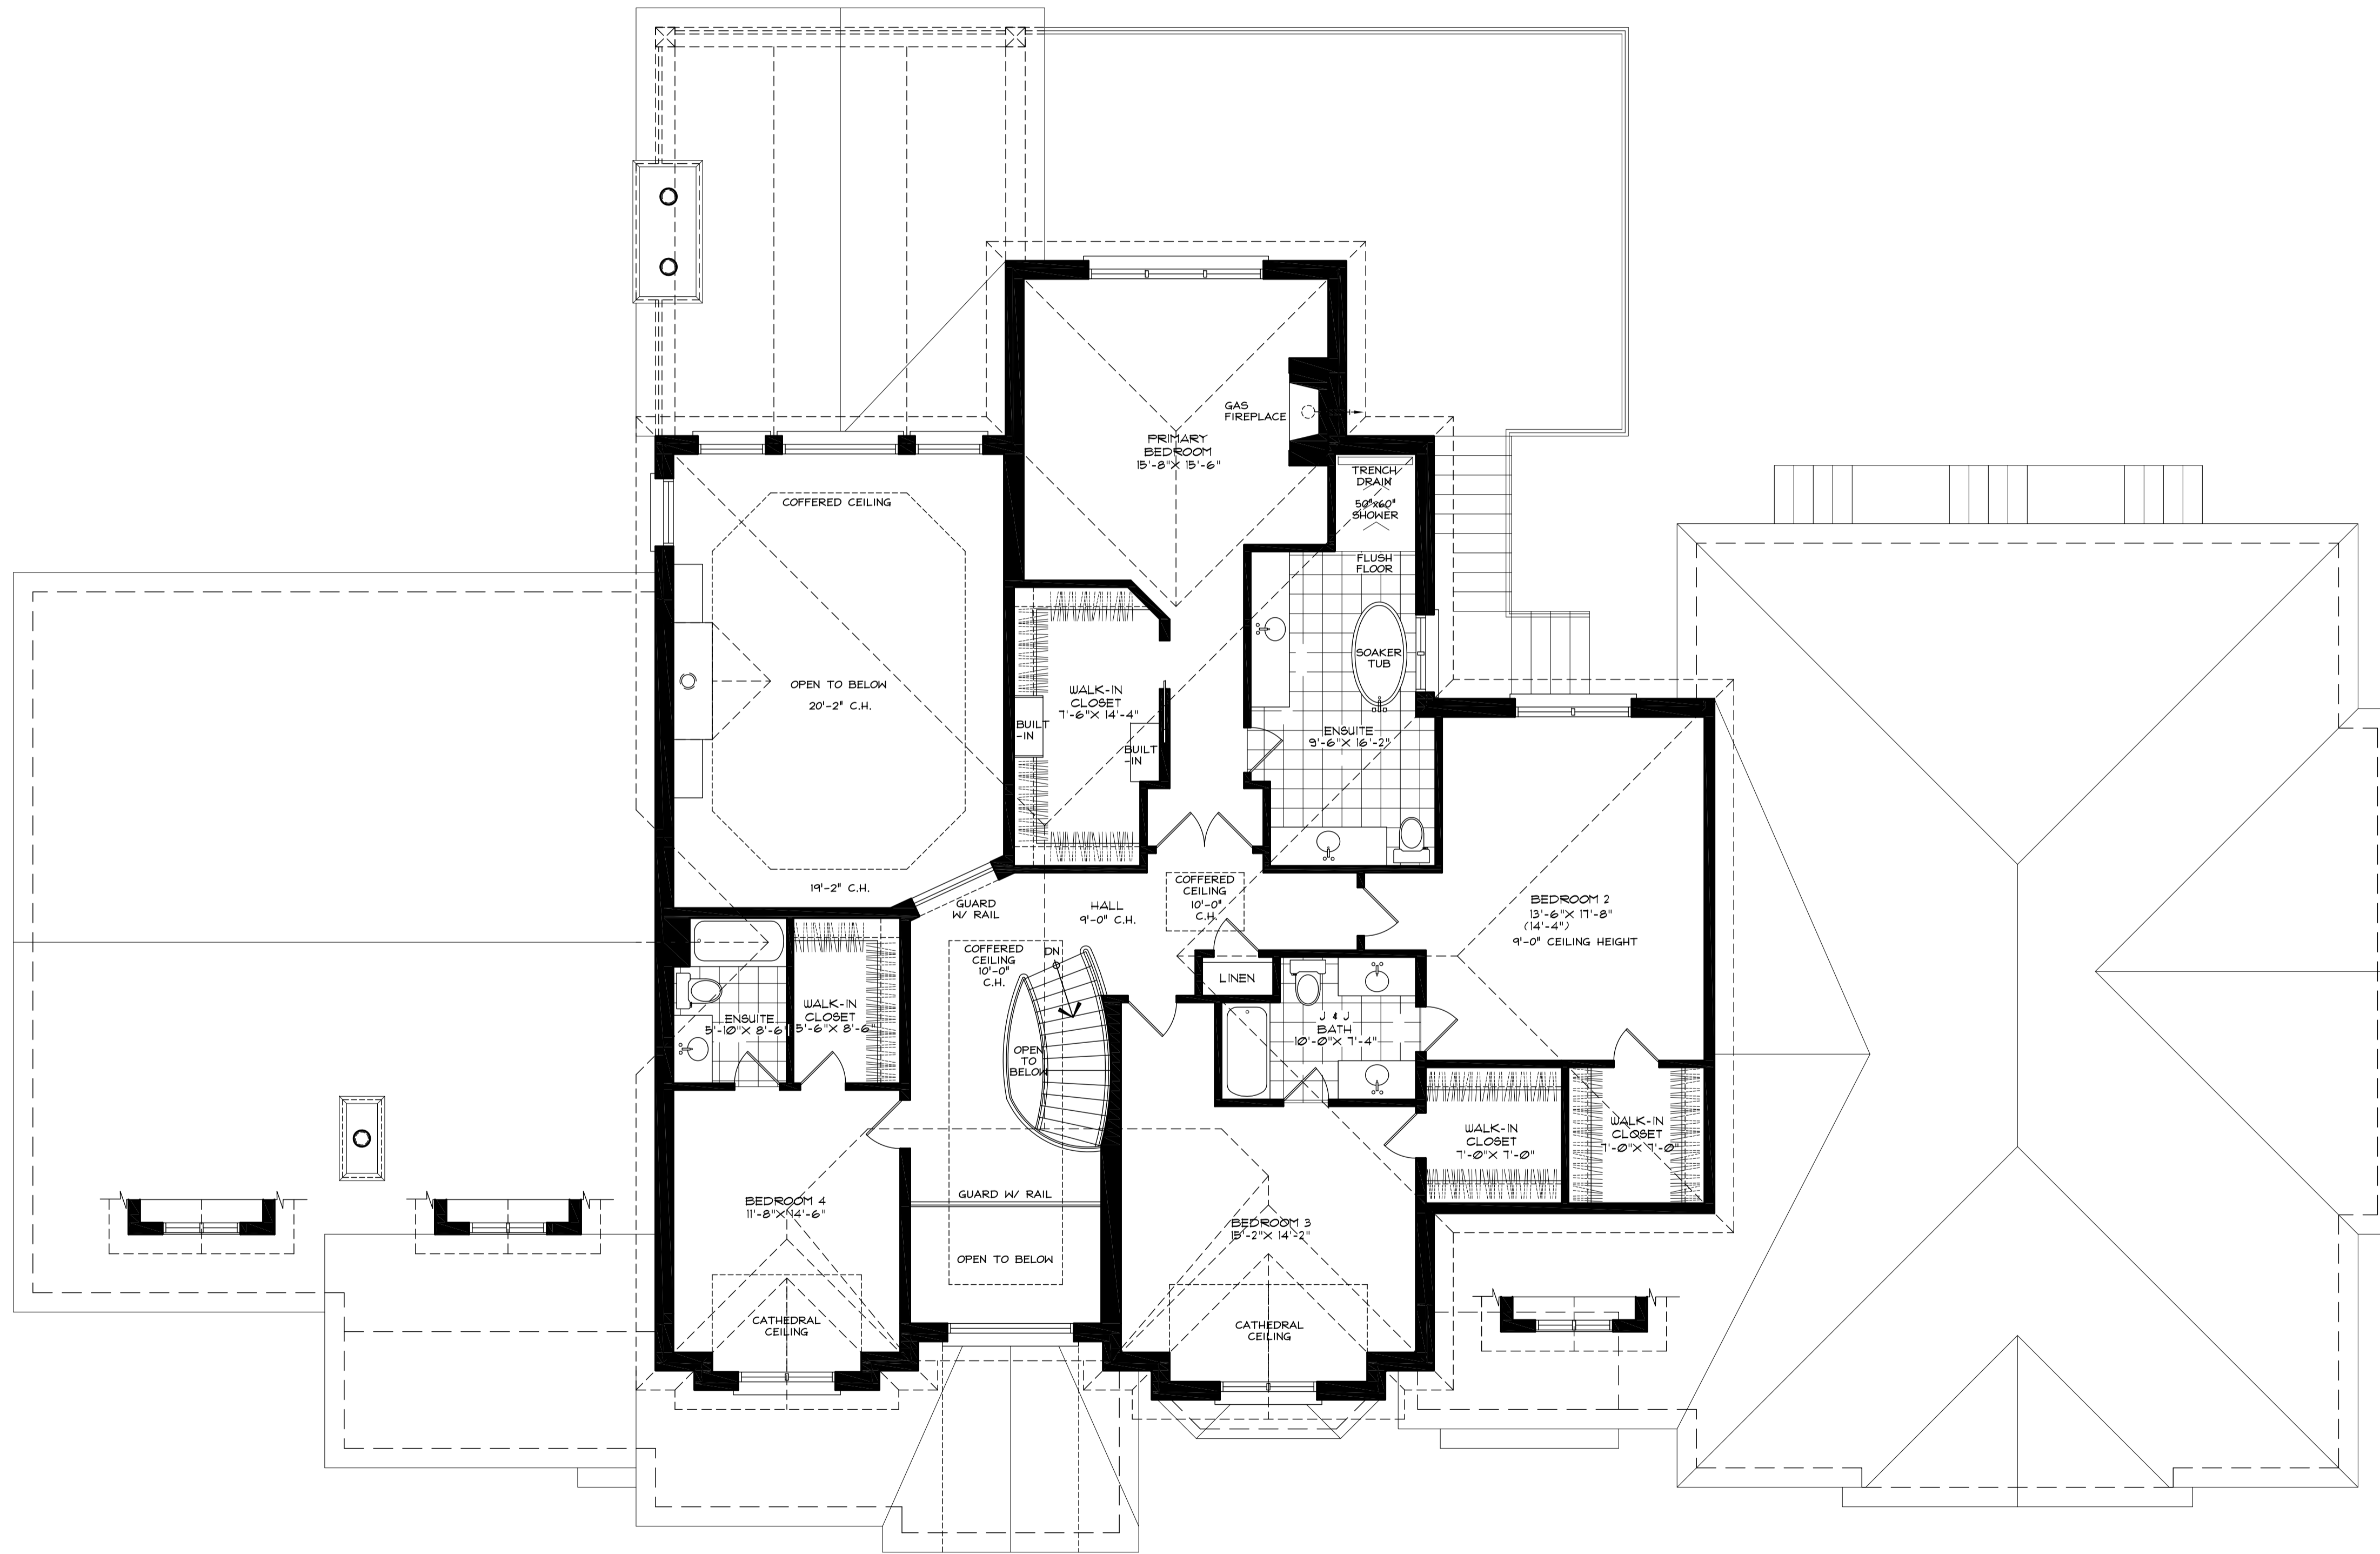 GAS
FIREPLACE
PRIMARY
BEDROOM
15'-8"X 15'-6"
TRENCH
DRAIN
50"x60"
SHOWER
FLUSH
FLOOR
COFFERED CEILING
OPEN TO BELOW
20'-2" C.H.
19'-2" C.H.
WALK-IN
CLOSET
7'-6"X 14'-4"
BUILT
-IN
BUILT
-IN
SOAKER
TUB
ENSUITE
9'-6"X 16'-2"
GUARD
W/ RAIL
HALL
9'-0" C.H.
COFFERED
CEILING
10'-0"
C.H.
BEDROOM 2
13'-6"X 17'-8"
(14'-4")
9'-0" CEILING HEIGHT
COFFERED
CEILING
10'-0"
C.H.
DN
LINEN
ENSUITE
5'-10"X 8'-6"
WALK-IN
CLOSET
5'-6"X 8'-6"
OPEN
TO
BELOW
J & J
BATH
10'-0"X 7'-4"
WALK-IN
CLOSET
7'-0"X 7'-0"
WALK-IN
CLOSET
7'-0"X 7'-0"
BEDROOM 4
11'-8"X 14'-6"
GUARD W/ RAIL
OPEN TO BELOW
BEDROOM 3
15'-2"X 14'-2"
CATHEDRAL
CEILING
CATHEDRAL
CEILING